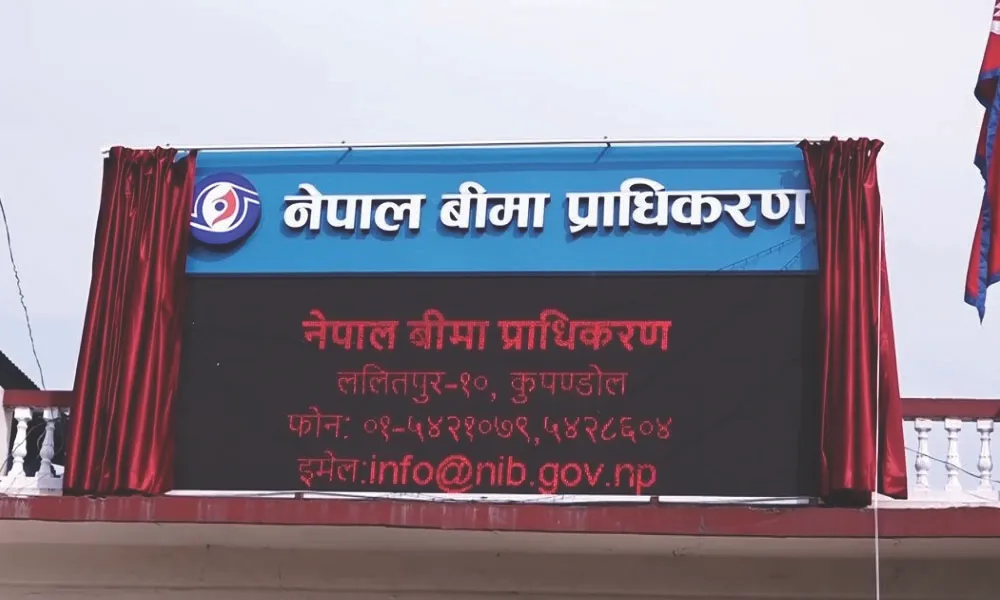 नेपाल बीमा प्राधिकरण
नेपाल बीमा प्राधिकरण
ललितपुर-१०, कुपण्डोल
फोन: ०१-५४२१०७९,५४२८६०४
इमेल:info@nib.gov.np